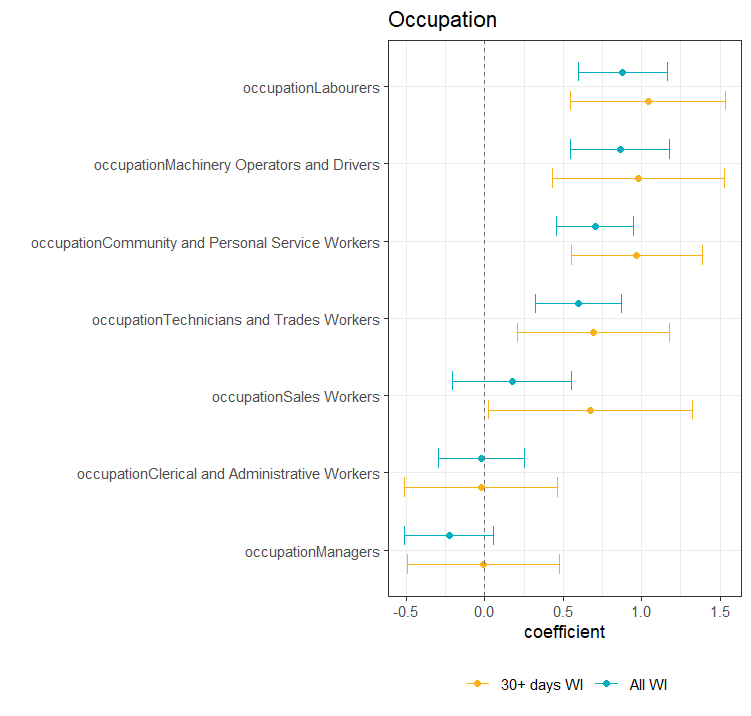 Occupation
occupationLabourers
occupationMachinery Operators and Drivers
occupationCommunity and Personal Service Workers
occupationTechnicians and Trades Workers
occupationSales Workers
occupationClerical and Administrative Workers
occupationManagers
-0.5 0.0 0.5 1.0 1.5
coefficient
30+ days WI All WI